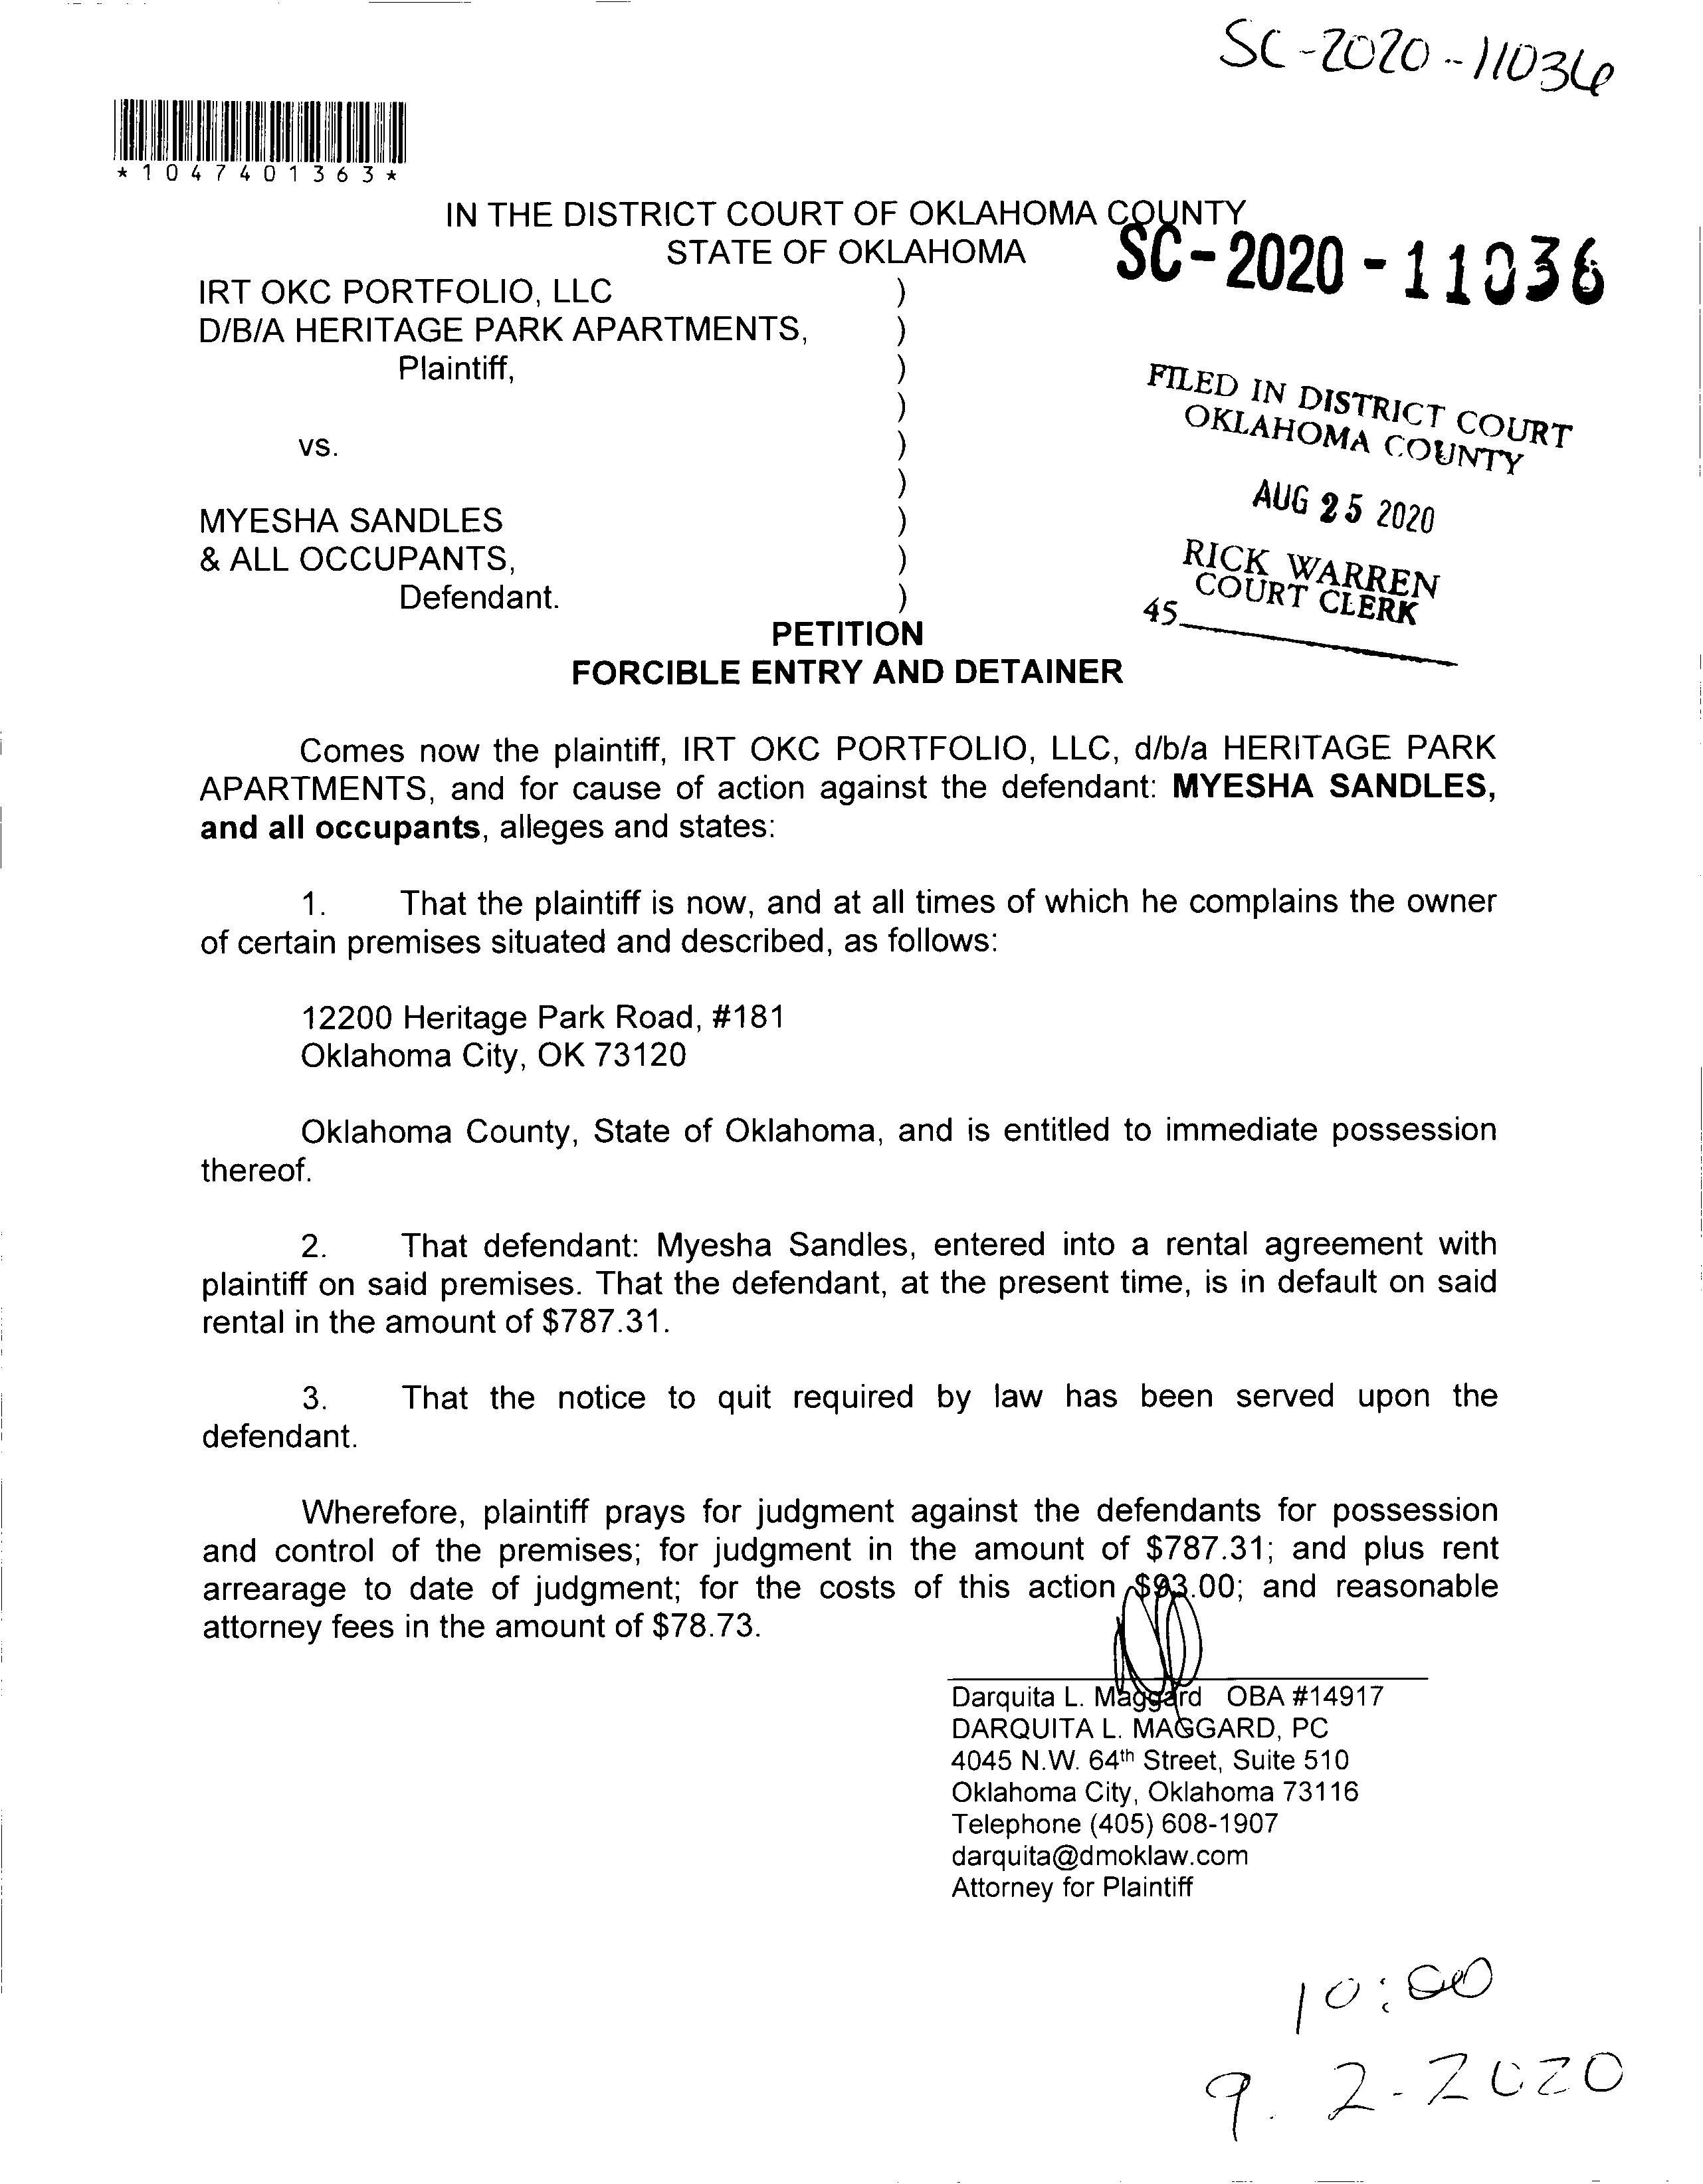 SC-2020-11036
*1047401363*
IN THE DISTRICT COURT OF OKLAHOMA COUNTY
STATE OF OKLAHOMA
SC-2020-11036
IRT OKC PORTFOLIO, LLC )
D/B/A HERITAGE PARK APARTMENTS, )
Plaintiff, )
)
vs. )
)
MYESHA SANDLES )
& ALL OCCUPANTS, )
Defendant. )
FILED IN DISTRICT COURT
OKLAHOMA COUNTY
AUG 25 2020
RICK WARREN
COURT CLERK
45
PETITION
FORCIBLE ENTRY AND DETAINER
Comes now the plaintiff, IRT OKC PORTFOLIO, LLC, d/b/a HERITAGE PARK
APARTMENTS, and for cause of action against the defendant: MYESHA SANDLES,
and all occupants, alleges and states:
1. That the plaintiff is now, and at all times of which he complains the owner
of certain premises situated and described, as follows:
12200 Heritage Park Road, #181
Oklahoma City, OK 73120
Oklahoma County, State of Oklahoma, and is entitled to immediate possession
thereof.
2. That defendant: Myesha Sandles, entered into a rental agreement with
plaintiff on said premises. That the defendant, at the present time, is in default on said
rental in the amount of $787.31.
3. That the notice to quit required by law has been served upon the
defendant.
Wherefore, plaintiff prays for judgment against the defendants for possession
and control of the premises; for judgment in the amount of $787.31; and plus rent
arrearage to date of judgment; for the costs of this action $93.00; and reasonable
attorney fees in the amount of $78.73.
Darquita L. Maggard OBA #14917
DARQUITA L. MAGGARD, PC
4045 N.W. 64th Street, Suite 510
Oklahoma City, Oklahoma 73116
Telephone (405) 608-1907
darquita@dmoklaw.com
Attorney for Plaintiff
10:00
9. 2-2020